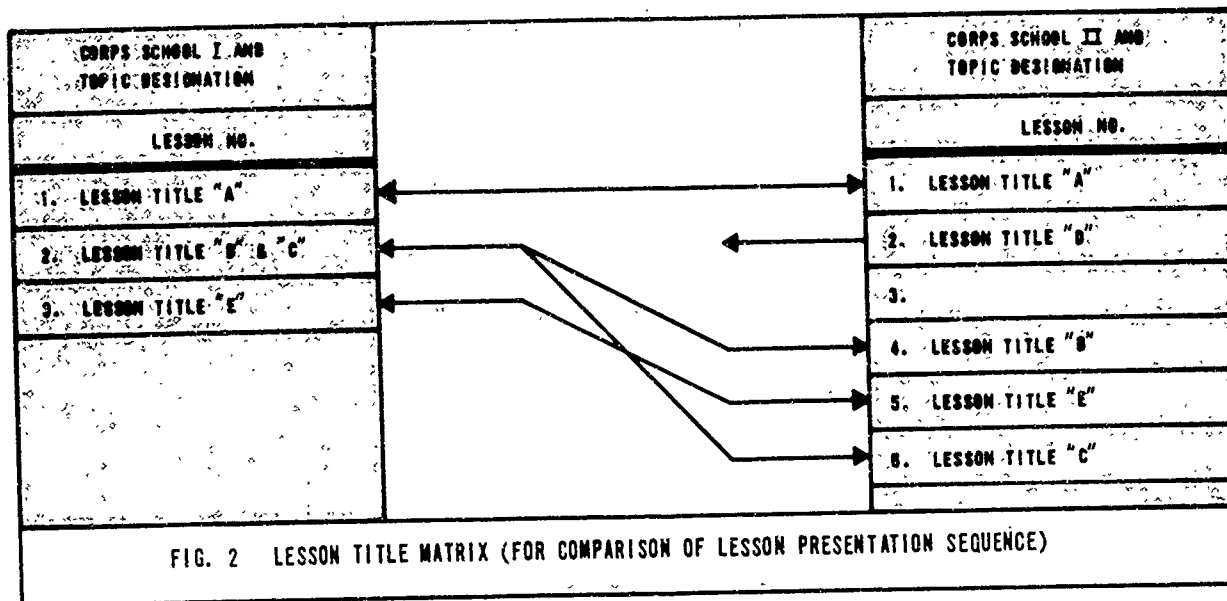 CORPS SCHOOL I AND
TOPIC DESIGNATION
LESSON NO.
1. LESSON TITLE "A"
2. LESSON TITLE "B" & "C"
3. LESSON TITLE "E"
CORPS SCHOOL II AND
TOPIC DESIGNATION
LESSON NO.
1. LESSON TITLE "A"
2. LESSON TITLE "D"
3.
4. LESSON TITLE "B"
5. LESSON TITLE "E"
6. LESSON TITLE "C"
FIG. 2 LESSON TITLE MATRIX (FOR COMPARISON OF LESSON PRESENTATION SEQUENCE)